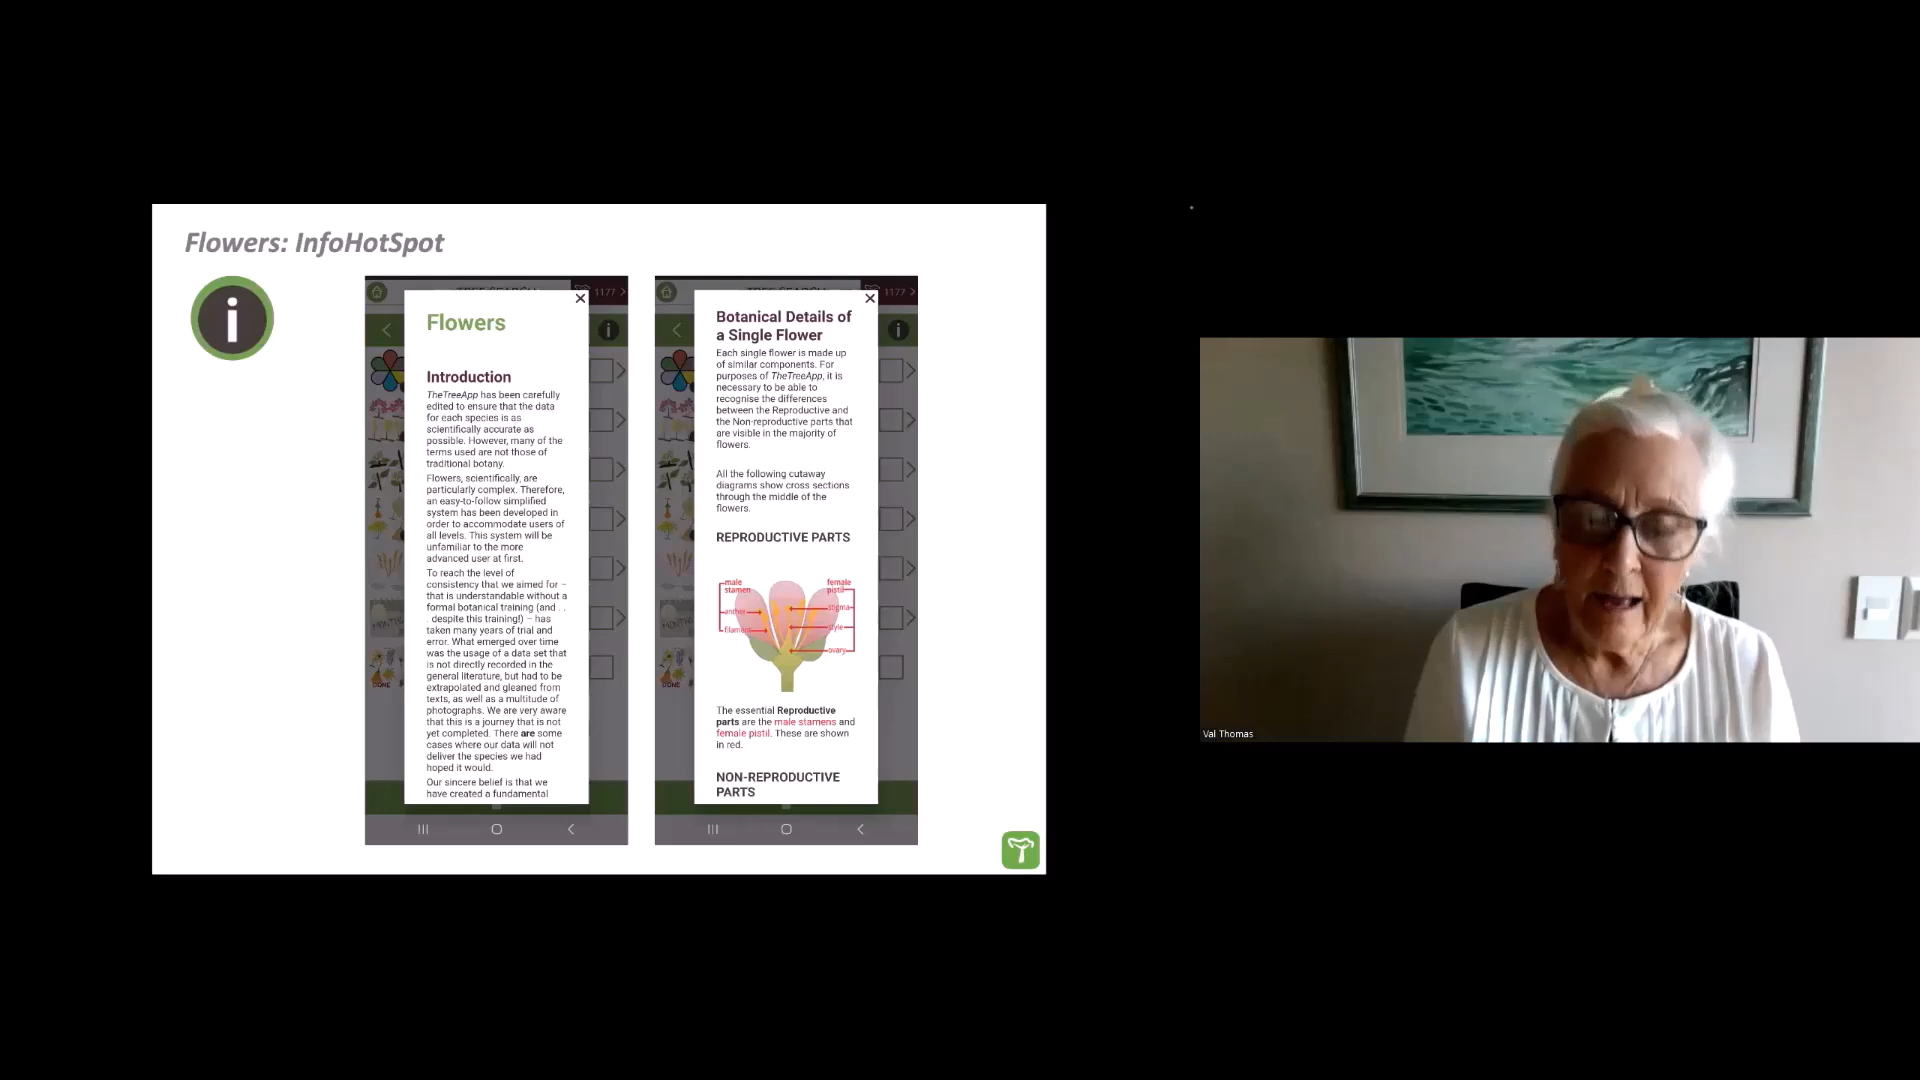 Flowers: InfoHotSpot
i
1177
Flowers
Introduction
TheTreeApp has been carefully
edited to ensure that the data
for each species is as
scientifically accurate as
possible. However, many of the
terms used are not those of
traditional botany.
Flowers, scientifically, are
particularly complex. Therefore,
an easy-to-follow simplified
system has been developed in
order to accommodate users of
all levels. This system will be
unfamiliar to the more
advanced user at first.
To reach the level of
consistency that we aimed for –
that is understandable without a
formal botanical training (and . .
. despite this training!) – has
taken many years of trial and
error. What emerged over time
was the usage of a data set that
is not directly recorded in the
general literature, but had to be
extrapolated and gleaned from
texts, as well as a multitude of
photographs. We are very aware
that this is a journey that is not
yet completed. There are some
cases where our data will not
deliver the species we had
hoped it would.
Our sincere belief is that we
have created a fundamental
MONTHS
DONE
1177
Botanical Details of
a Single Flower
Each single flower is made up
of similar components. For
purposes of TheTreeApp, it is
necessary to be able to
recognise the differences
between the Reproductive and
the Non-reproductive parts that
are visible in the majority of
flowers.
All the following cutaway
diagrams show cross sections
through the middle of the
flowers.
REPRODUCTIVE PARTS
male
stamen
anther
filament
female
pistil
stigma
style
ovary
The essential Reproductive
parts are the male stamens and
female pistil. These are shown
in red.
NON-REPRODUCTIVE
PARTS
DONE
Val Thomas